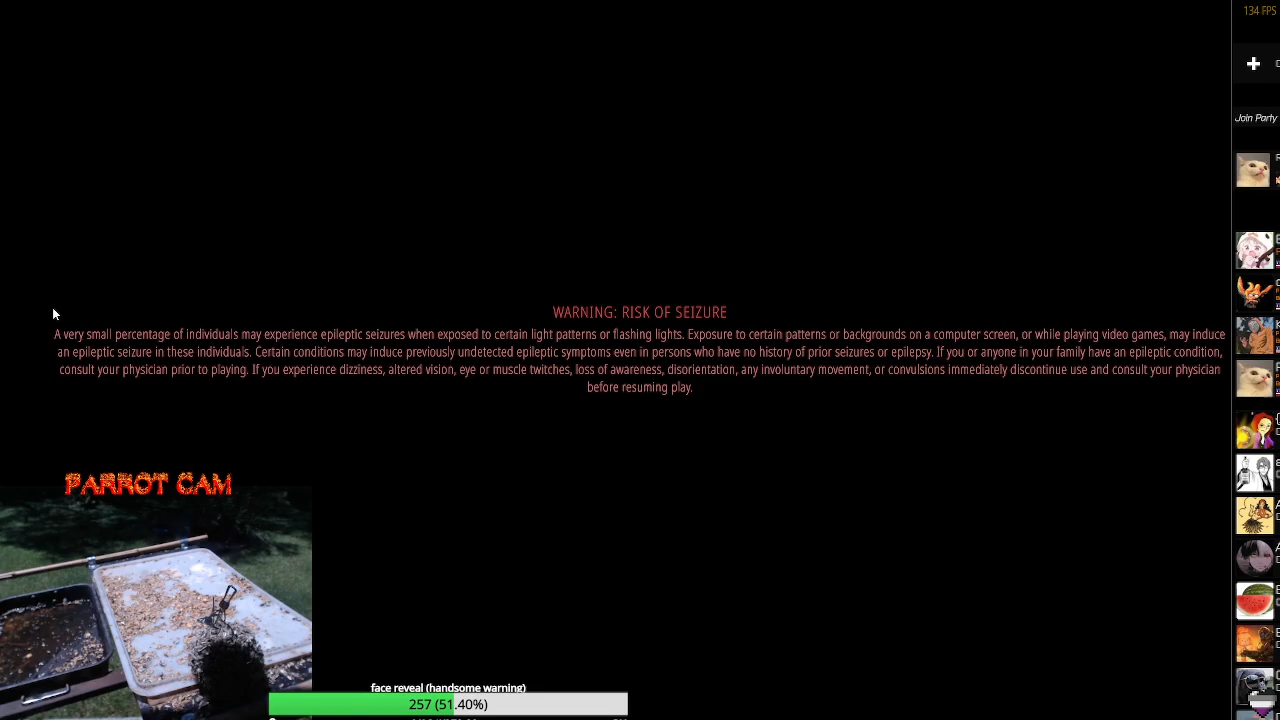 134 FPS
Join Party
WARNING: RISK OF SEIZURE
A very small percentage of individuals may experience epileptic seizures when exposed to certain light patterns or flashing lights. Exposure to certain patterns or backgrounds on a computer screen, or while playing video games, may induce
an epileptic seizure in these individuals. Certain conditions may induce previously undetected epileptic symptoms even in persons who have no history of prior seizures or epilepsy. If you or anyone in your family have an epileptic condition,
consult your physician prior to playing. If you experience dizziness, altered vision, eye or muscle twitches, loss of awareness, disorientation, any involuntary movement, or convulsions immediately discontinue use and consult your physician
before resuming play.
PARROT CAM
face reveal (handsome warning)
257 (51.40%)